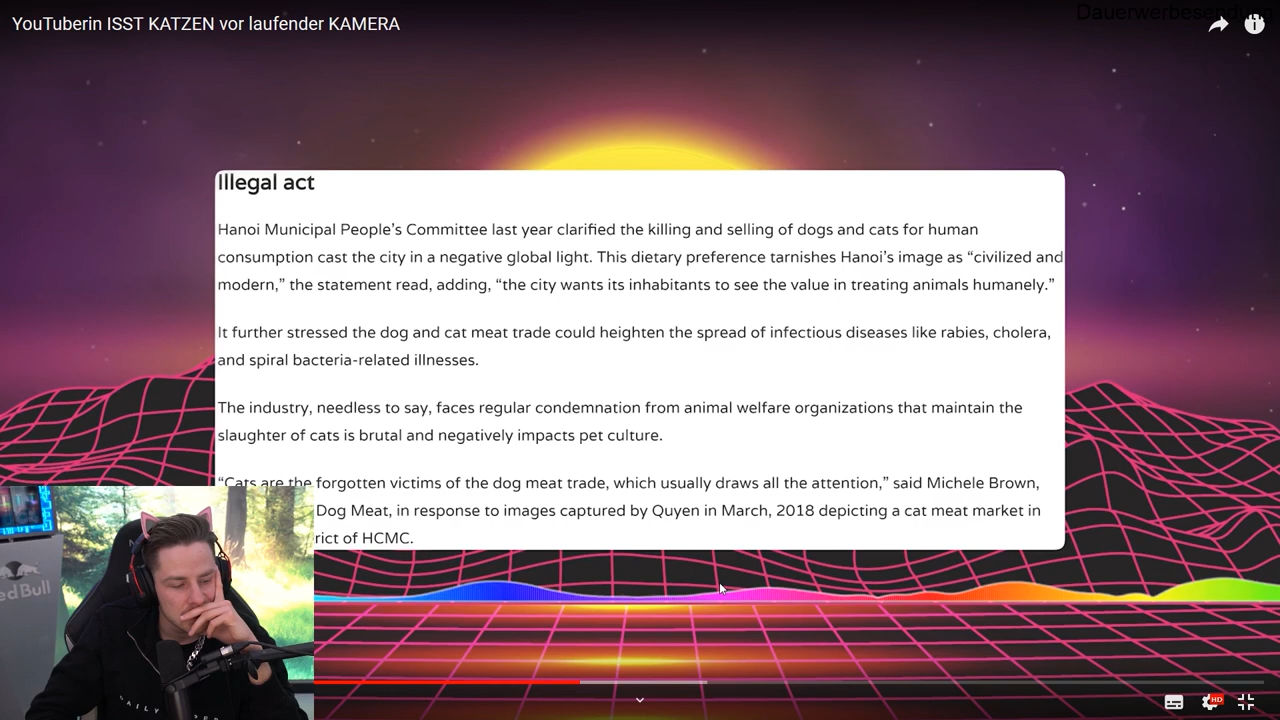 Dauerwerbesendung
YouTuberin ISST KATZEN vor laufender KAMERA
Illegal act
Hanoi Municipal People's Committee last year clarified the killing and selling of dogs and cats for human
consumption cast the city in a negative global light. This dietary preference tarnishes Hanoi's image as “civilized and
modern,” the statement read, adding, “the city wants its inhabitants to see the value in treating animals humanely.”
It further stressed the dog and cat meat trade could heighten the spread of infectious diseases like rabies, cholera,
and spiral bacteria-related illnesses.
The industry, needless to say, faces regular condemnation from animal welfare organizations that maintain the
slaughter of cats is brutal and negatively impacts pet culture.
“Cats are the forgotten victims of the dog meat trade, which usually draws all the attention,” said Michele Brown,
Dog Meat, in response to images captured by Quyen in March, 2018 depicting a cat meat market in
rict of HCMC.
edBull
DAILY
HD